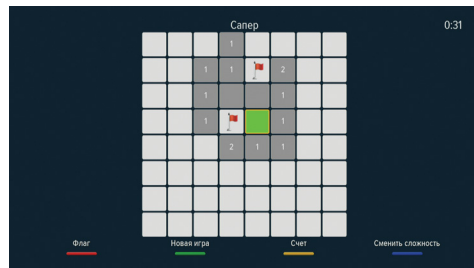 Сапер
0:31
1
1 1 2
1 1
1 1
2 1 1
Флаг
Новая игра
Счет
Сменить сложность